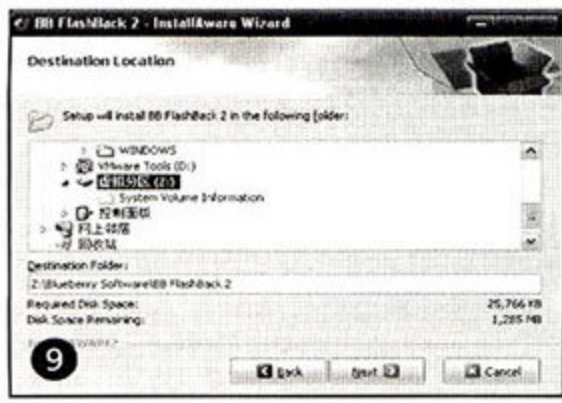 BB FlashBack 2 - InstallAware Wizard
Destination Location
Setup will install BB FlashBack 2 in the following folder:
WINDOWS
VMware Tools (D:)
虚拟分区 (Z:)
System Volume Information
控制面板
网上邻居
回收站
Destination Folder:
Z:\Blueberry Software\BB FlashBack 2
Required Disk Space: 25,766 KB
Disk Space Remaining: 1,285 MB
InstallAware
9
Back Next Cancel